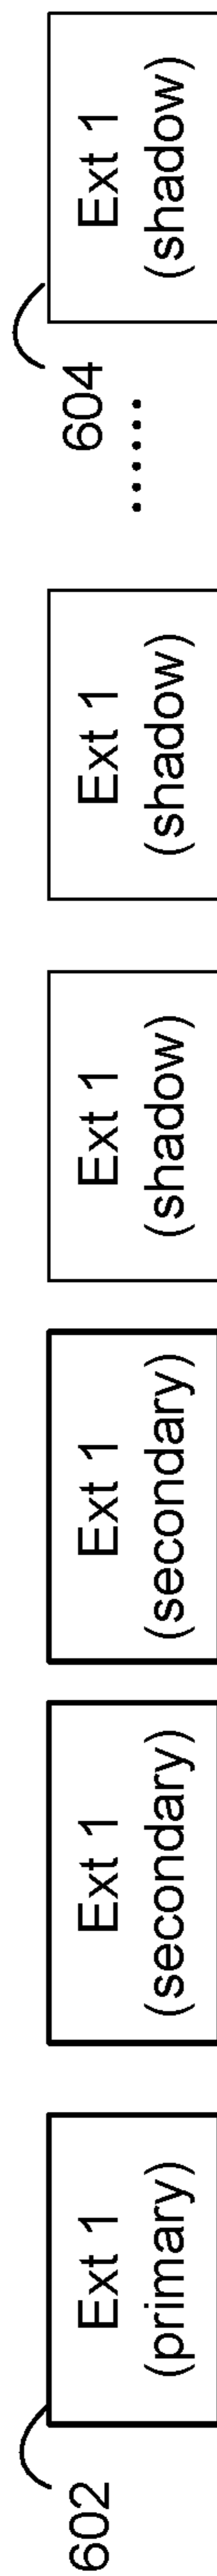 602
Ext 1
(primary)
Ext 1
(secondary)
Ext 1
(secondary)
Ext 1
(shadow)
Ext 1
(shadow)
......
604
Ext 1
(shadow)